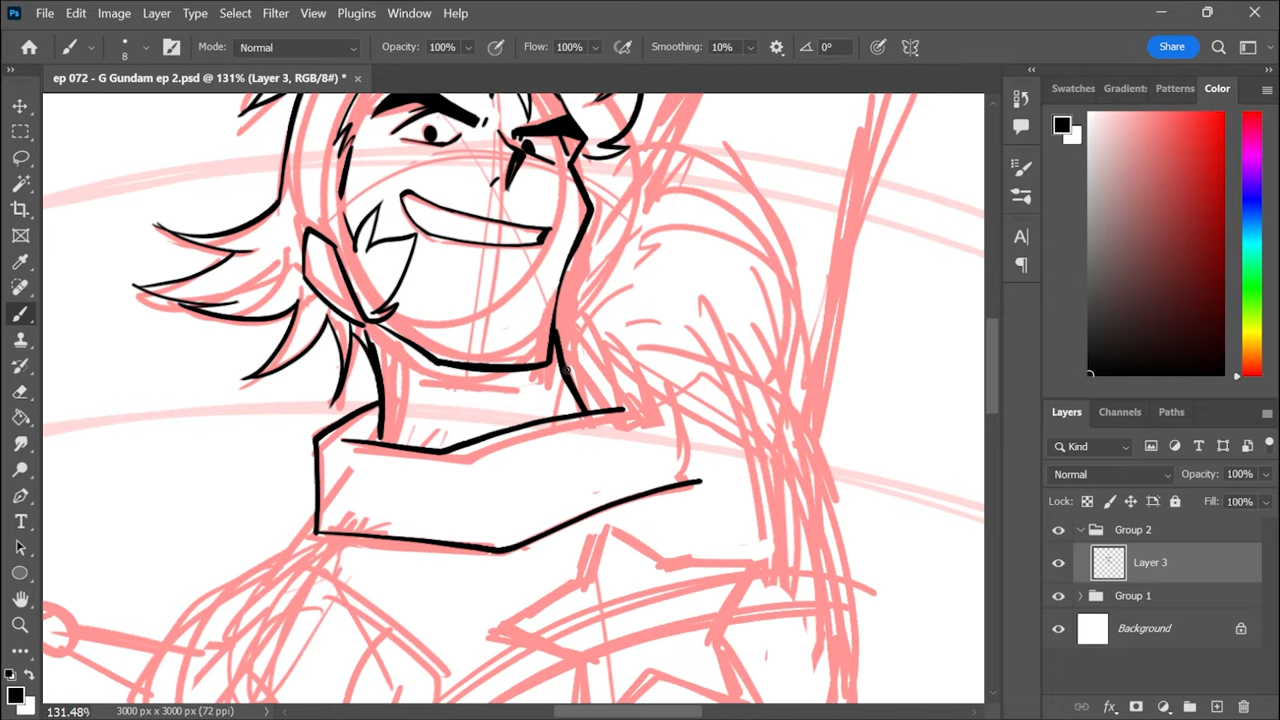 Ps File Edit Image Layer Type Select Filter View Plugins Window Help
8 Mode: Normal Opacity: 100% Flow: 100% Smoothing: 10% 0° Share
ep 072 - G Gundam ep 2.psd @ 131% (Layer 3, RGB/8#) *
Swatches Gradient: Patterns Color
Layers Channels Paths
Kind
Normal Opacity: 100%
Lock: Fill: 100%
Group 2
Layer 3
Group 1
Background
131.48% 3000 px x 3000 px (72 ppi)